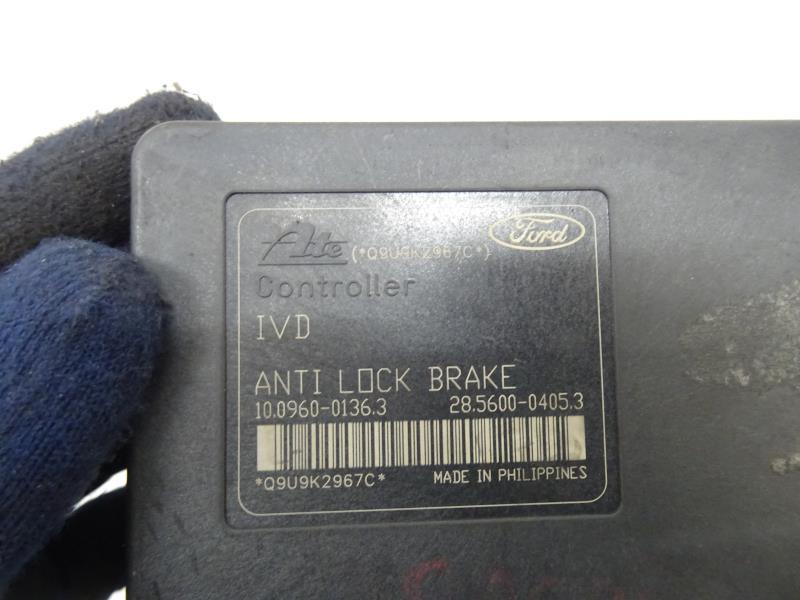 Ate (*Q9U9K2967C*) Ford
Controller
IVD
ANTI LOCK BRAKE
10.0960-0136.3 28.5600-0405.3
*Q9U9K2967C* MADE IN PHILIPPINES